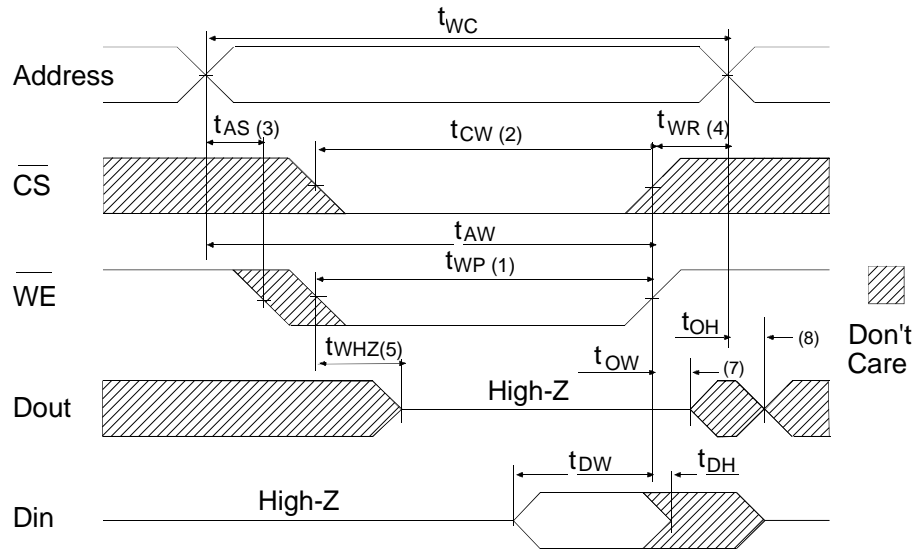 tWC
Address
tAS (3)
tCW (2)
tWR (4)
CS
tAW
tWP (1)
WE
tWHZ(5)
tOW
tOH
(8)
Don't
Care
(7)
High-Z
Dout
tDW
tDH
High-Z
Din